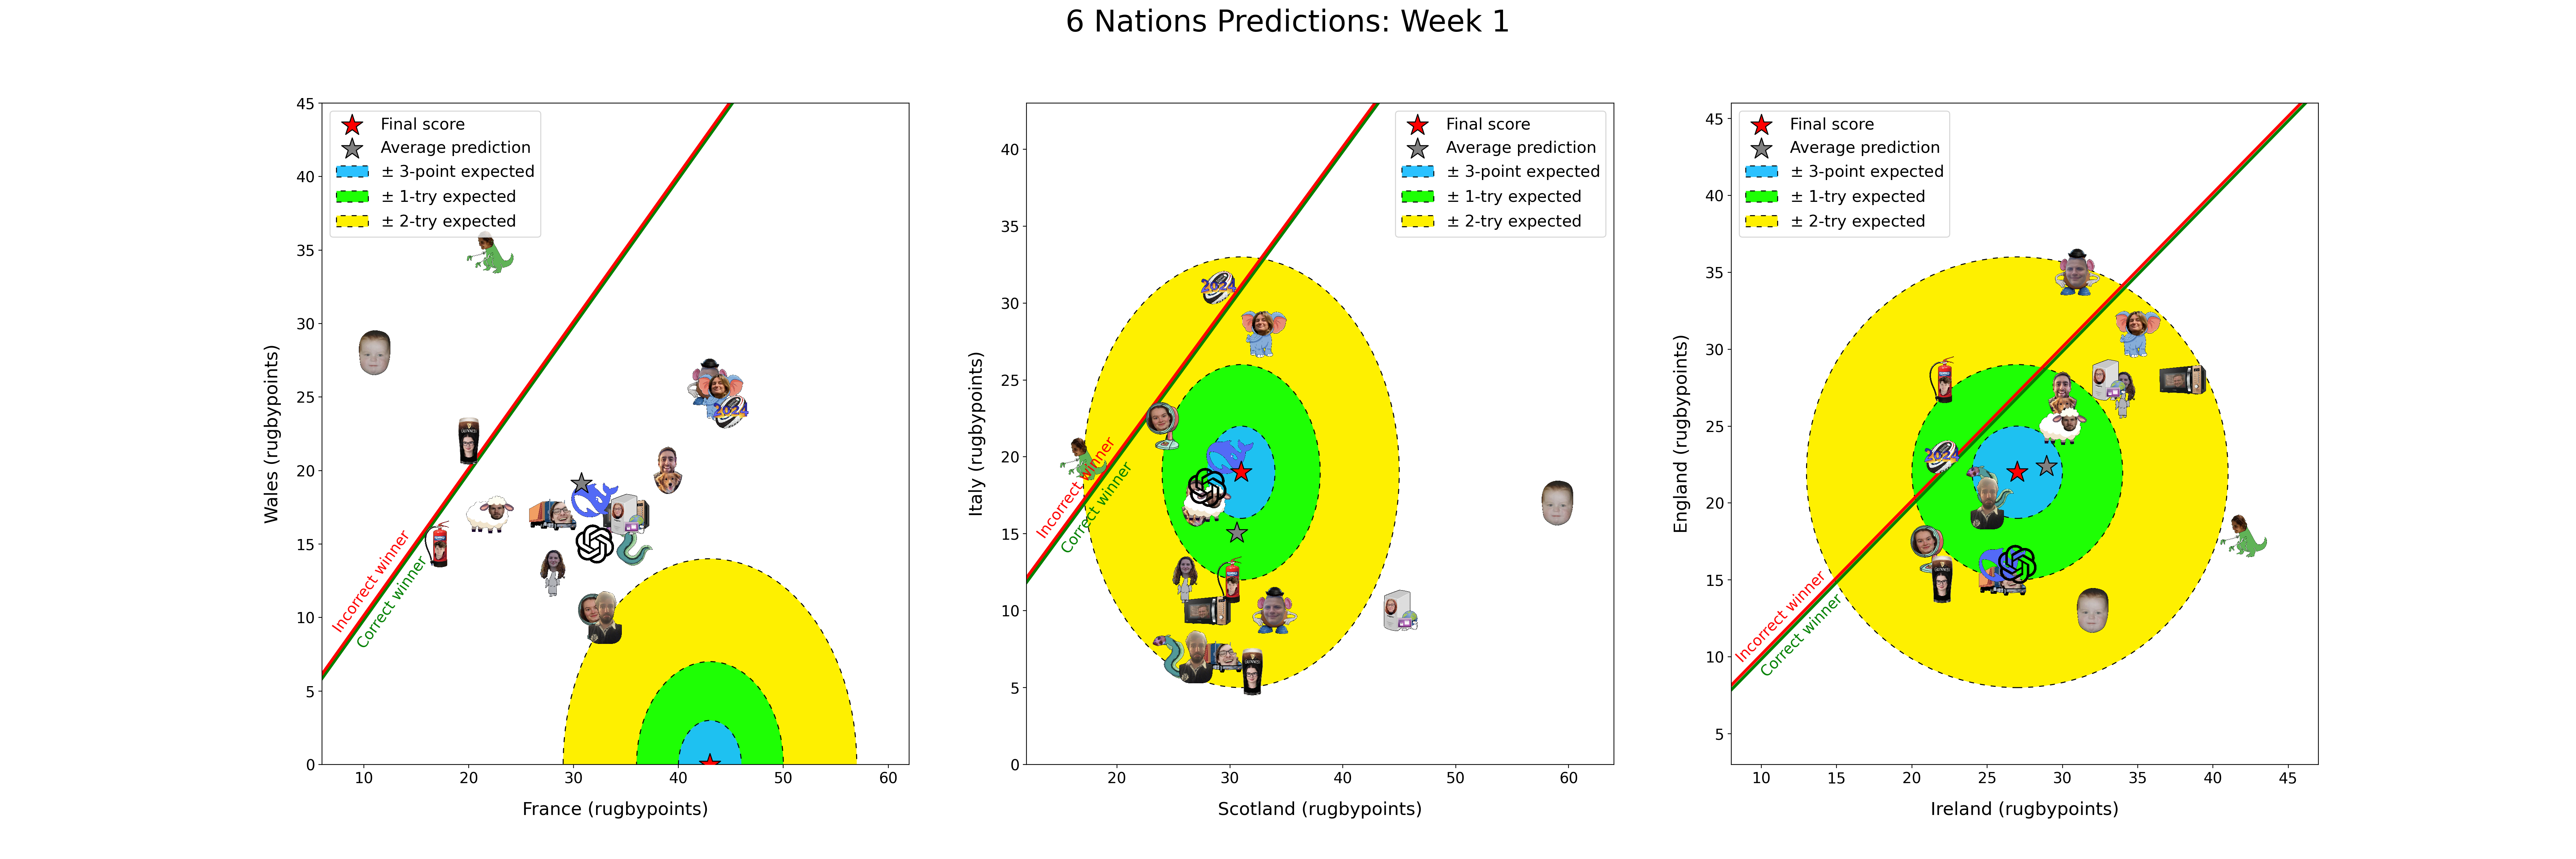 6 Nations Predictions: Week 1
45
40
35
30
25
20
15
10
5
0
Wales (rugbypoints)
Final score
Average prediction
± 3-point expected
± 1-try expected
± 2-try expected
2024
GUINNESS
Incorrect winner
Correct winner
10 20 30 40 50 60
France (rugbypoints)
40
35
30
25
20
15
10
5
0
Italy (rugbypoints)
Final score
Average prediction
± 3-point expected
± 1-try expected
± 2-try expected
2024
Incorrect winner
Correct winner
GUINNESS
20 30 40 50 60
Scotland (rugbypoints)
45
40
35
30
25
20
15
10
5
England (rugbypoints)
Final score
Average prediction
± 3-point expected
± 1-try expected
± 2-try expected
2024
GUINNESS
Incorrect winner
Correct winner
10 15 20 25 30 35 40 45
Ireland (rugbypoints)